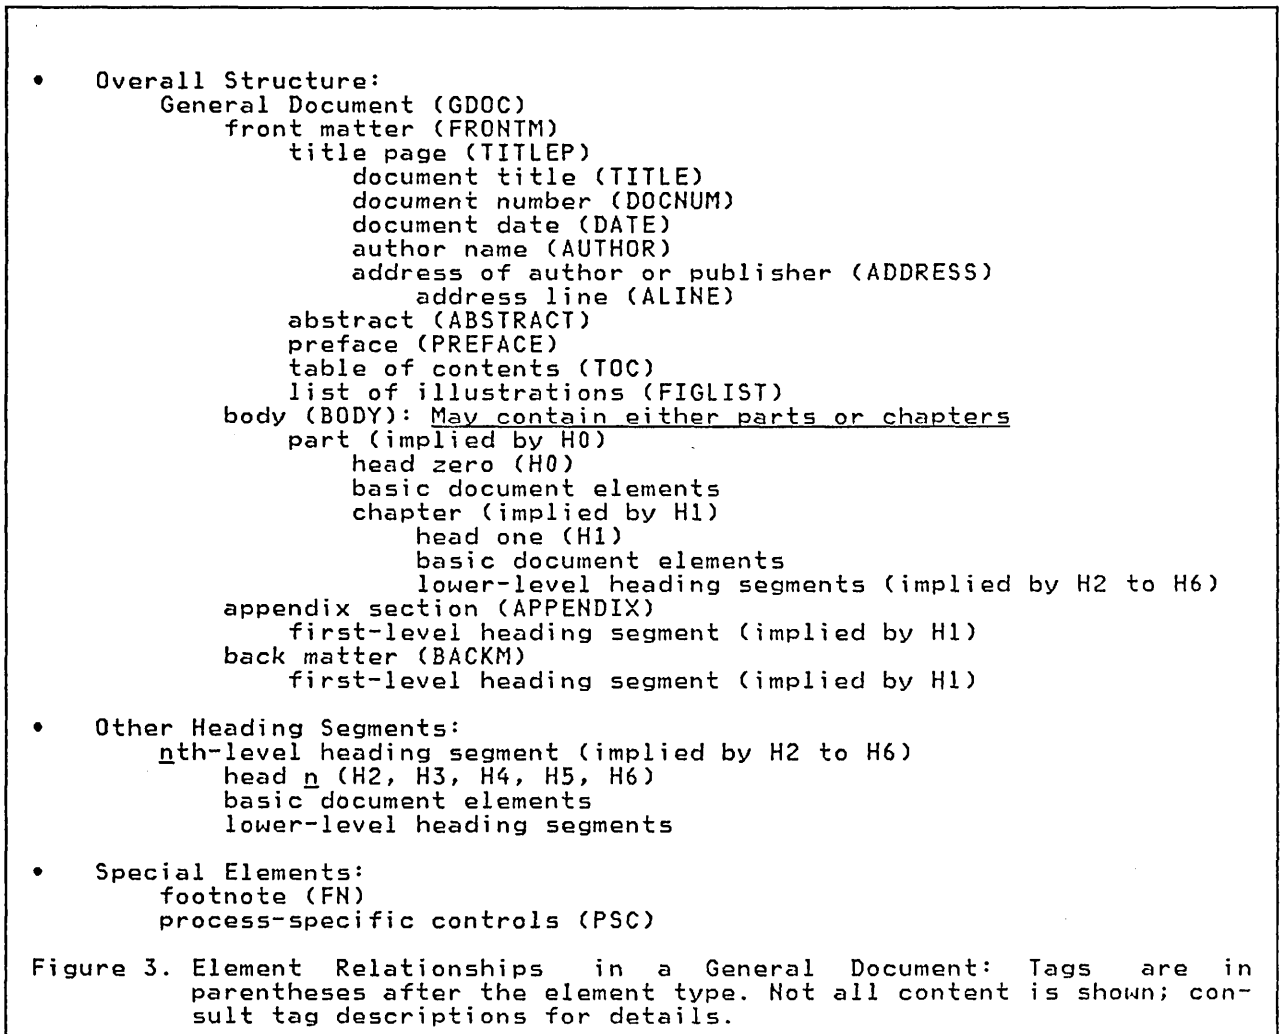 • Overall Structure:
General Document (GDOC)
front matter (FRONTM)
title page (TITLEP)
document title (TITLE)
document number (DOCNUM)
document date (DATE)
author name (AUTHOR)
address of author or publisher (ADDRESS)
address line (ALINE)
abstract (ABSTRACT)
preface (PREFACE)
table of contents (TOC)
list of illustrations (FIGLIST)
body (BODY): May contain either parts or chapters
part (implied by H0)
head zero (H0)
basic document elements
chapter (implied by H1)
head one (H1)
basic document elements
lower-level heading segments (implied by H2 to H6)
appendix section (APPENDIX)
first-level heading segment (implied by H1)
back matter (BACKM)
first-level heading segment (implied by H1)
• Other Heading Segments:
nth-level heading segment (implied by H2 to H6)
head n (H2, H3, H4, H5, H6)
basic document elements
lower-level heading segments
• Special Elements:
footnote (FN)
process-specific controls (PSC)
Figure 3. Element Relationships in a General Document: Tags are in
parentheses after the element type. Not all content is shown; con-
sult tag descriptions for details.